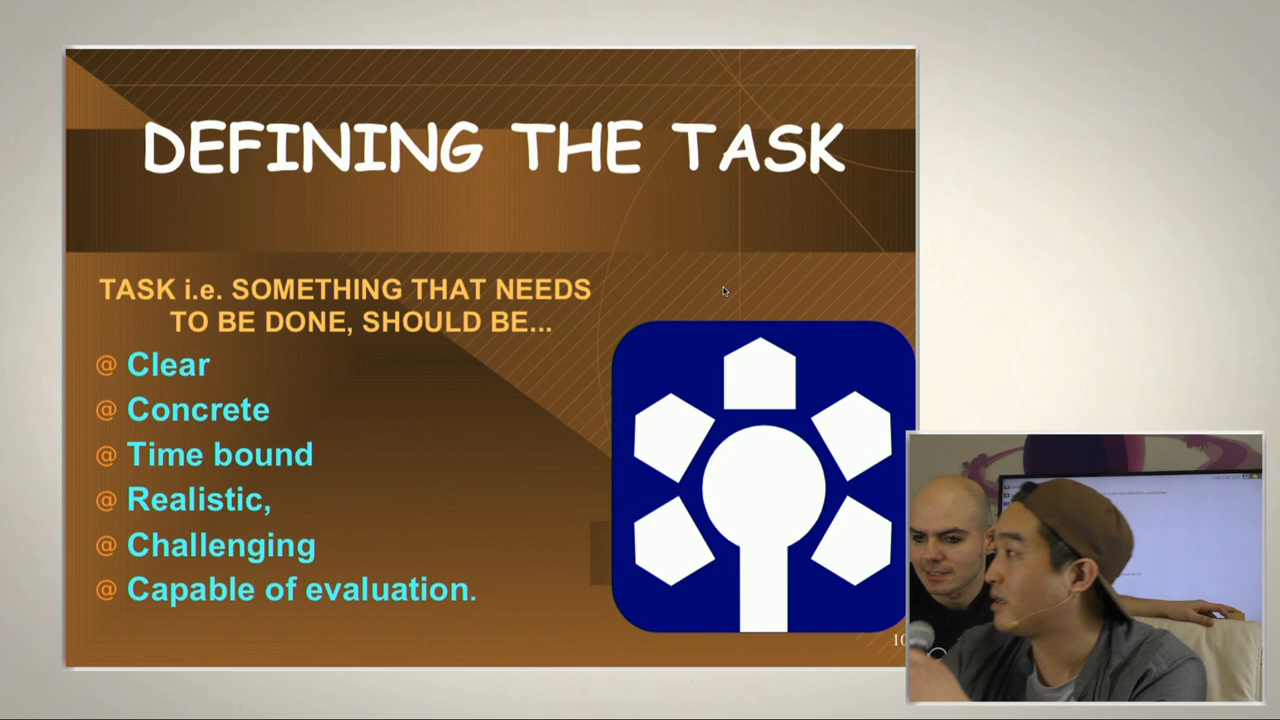 DEFINING THE TASK
TASK i.e. SOMETHING THAT NEEDS
TO BE DONE, SHOULD BE...
@ Clear
@ Concrete
@ Time bound
@ Realistic,
@ Challenging
@ Capable of evaluation.
10